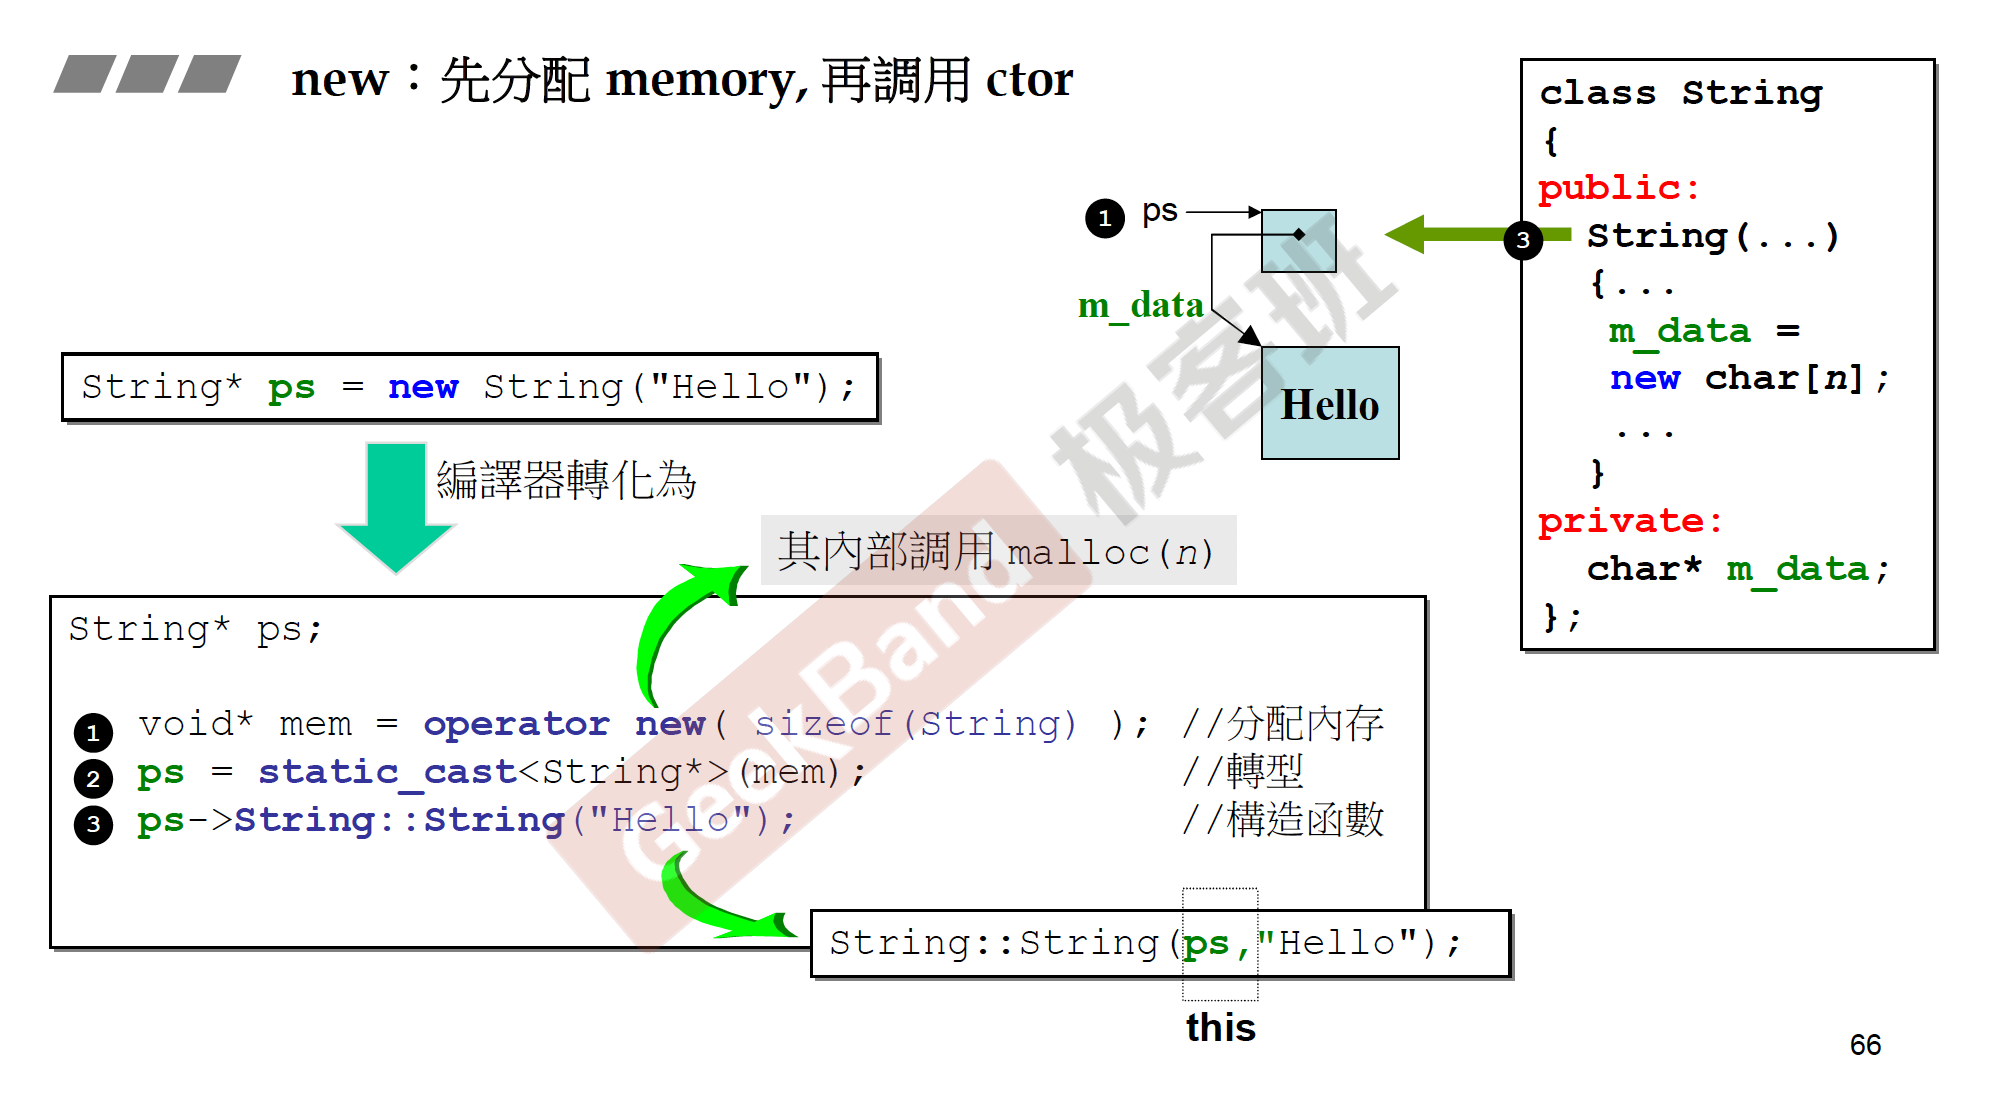 new：先分配 memory, 再調用 ctor
class String
{
public:
String(...)
{...
m_data =
new char[n];
...
}
private:
char* m_data;
};
1 ps
3
m_data
Hello
String* ps = new String("Hello");
編譯器轉化為
其內部調用 malloc(n)
String* ps;
1 void* mem = operator new( sizeof(String) ); //分配內存
2 ps = static_cast<String*>(mem); //轉型
3 ps->String::String("Hello"); //構造函數
String::String(ps,"Hello");
this
GeekBand 极客班
66